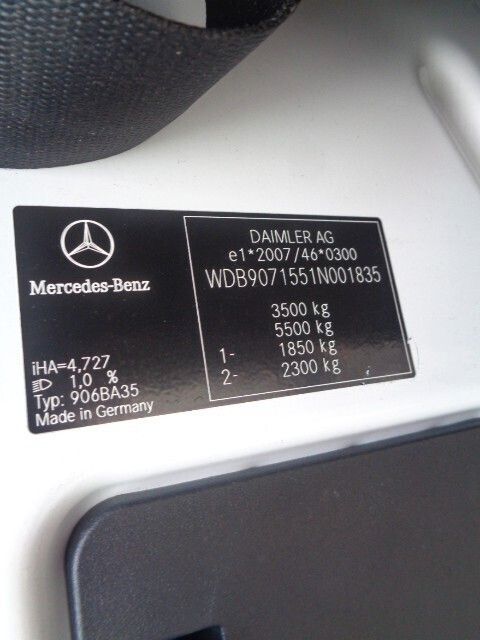 Mercedes-Benz
iHA=4,727
1,0 %
Typ: 906BA35
Made in Germany
DAIMLER AG
e1*2007/46*0300
WDB9071551N001835
3500 kg
5500 kg
1- 1850 kg
2- 2300 kg